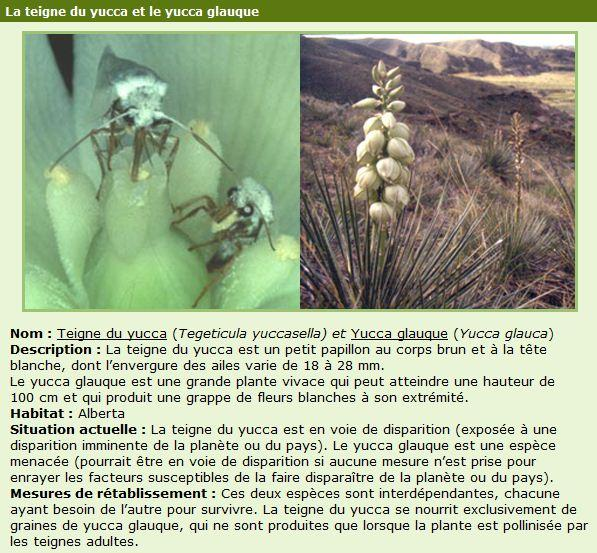 La teigne du yucca et le yucca glauque
Nom : Teigne du yucca (Tegeticula yuccasella) et Yucca glauque (Yucca glauca)
Description : La teigne du yucca est un petit papillon au corps brun et à la tête
blanche, dont l'envergure des ailes varie de 18 à 28 mm.
Le yucca glauque est une grande plante vivace qui peut atteindre une hauteur de
100 cm et qui produit une grappe de fleurs blanches à son extrémité.
Habitat : Alberta
Situation actuelle : La teigne du yucca est en voie de disparition (exposée à une
disparition imminente de la planète ou du pays). Le yucca glauque est une espèce
menacée (pourrait être en voie de disparition si aucune mesure n'est prise pour
enrayer les facteurs susceptibles de la faire disparaître de la planète ou du pays).
Mesures de rétablissement : Ces deux espèces sont interdépendantes, chacune
ayant besoin de l'autre pour survivre. La teigne du yucca se nourrit exclusivement de
graines de yucca glauque, qui ne sont produites que lorsque la plante est pollinisée par
les teignes adultes.